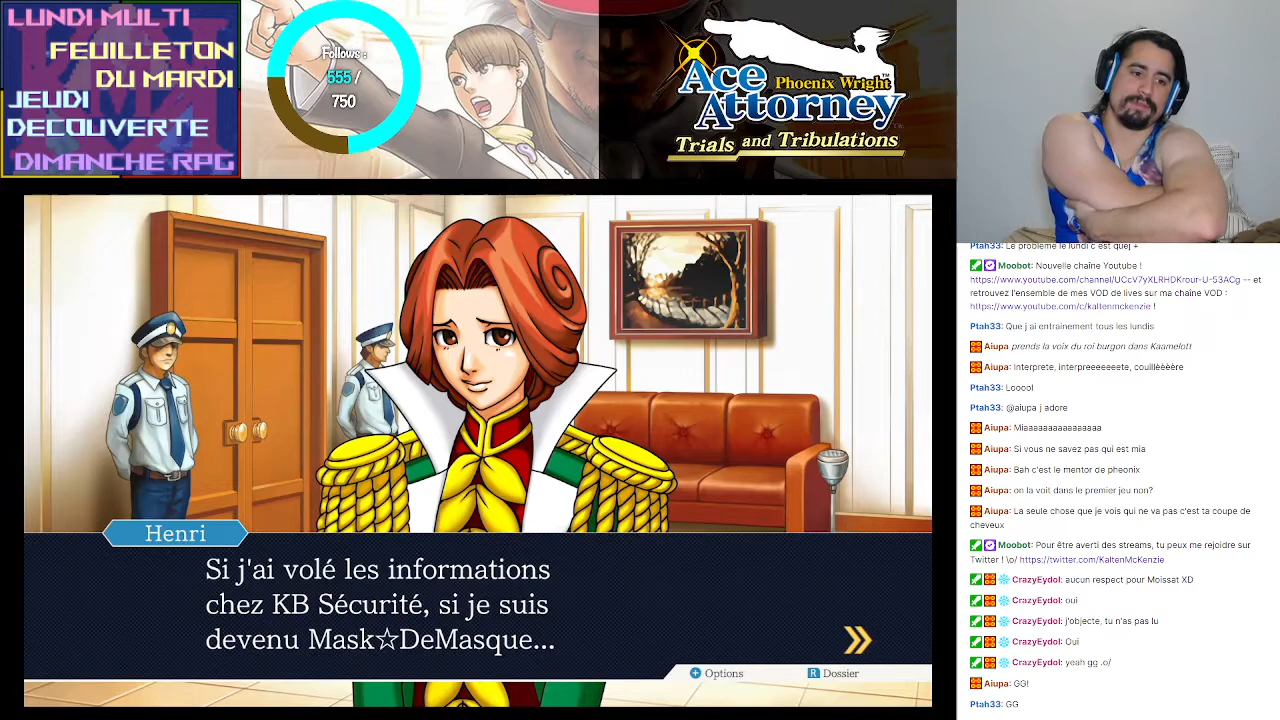 LUNDI MULTI
FEUILLETON
DU MARDI
JEUDI
DECOUVERTE
DIMANCHE RPG
Follows :
555 /
750
Phoenix Wright™
Ace
Attorney
Trials and Tribulations
Ptah33: Le problème le lundi c'est quej +
Moobot: Nouvelle chaîne Youtube !
https://www.youtube.com/channel/UCcV7yXLRHDKrour-U-53ACg -- et
retrouvez l'ensemble de mes VOD de lives sur ma chaîne VOD :
https://www.youtube.com/c/kaltenmckenzie !
Ptah33: Que j ai entrainement tous les lundis
Aiupa prends la voix du roi burgon dans Kaamelott
Aiupa: Interprete, interpreeeeeeete, couillèèèère
Ptah33: Looool
Ptah33: @aiupa j adore
Aiupa: Miaaaaaaaaaaaaaaa
Aiupa: Si vous ne savez pas qui est mia
Aiupa: Bah c'est le mentor de pheonix
Aiupa: on la voit dans le premier jeu non?
Aiupa: La seule chose que je vois qui ne va pas c'est ta coupe de
cheveux
Moobot: Pour être averti des streams, tu peux me rejoindre sur
Twitter ! \o/ https://twitter.com/KaltenMcKenzie
CrazyEydol: aucun respect pour Moissat XD
CrazyEydol: oui
CrazyEydol: j'objecte, tu n'as pas lu
CrazyEydol: Oui
CrazyEydol: yeah gg .o/
Aiupa: GG!
Ptah33: GG
Henri
Si j'ai volé les informations
chez KB Sécurité, si je suis
devenu Mask☆DeMasque...
Options
R Dossier